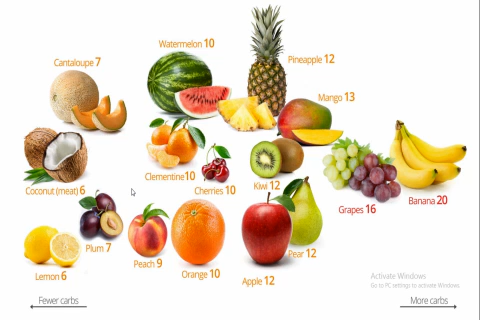 Watermelon 10
Cantaloupe 7
Pineapple 12
Mango 13
Clementine 10
Cherries 10
Kiwi 12
Coconut (meat) 6
Grapes 16
Banana 20
Plum 7
Peach 9
Orange 10
Apple 12
Pear 12
Lemon 6
Activate Windows
Go to PC settings to activate Windows.
Fewer carbs
More carbs